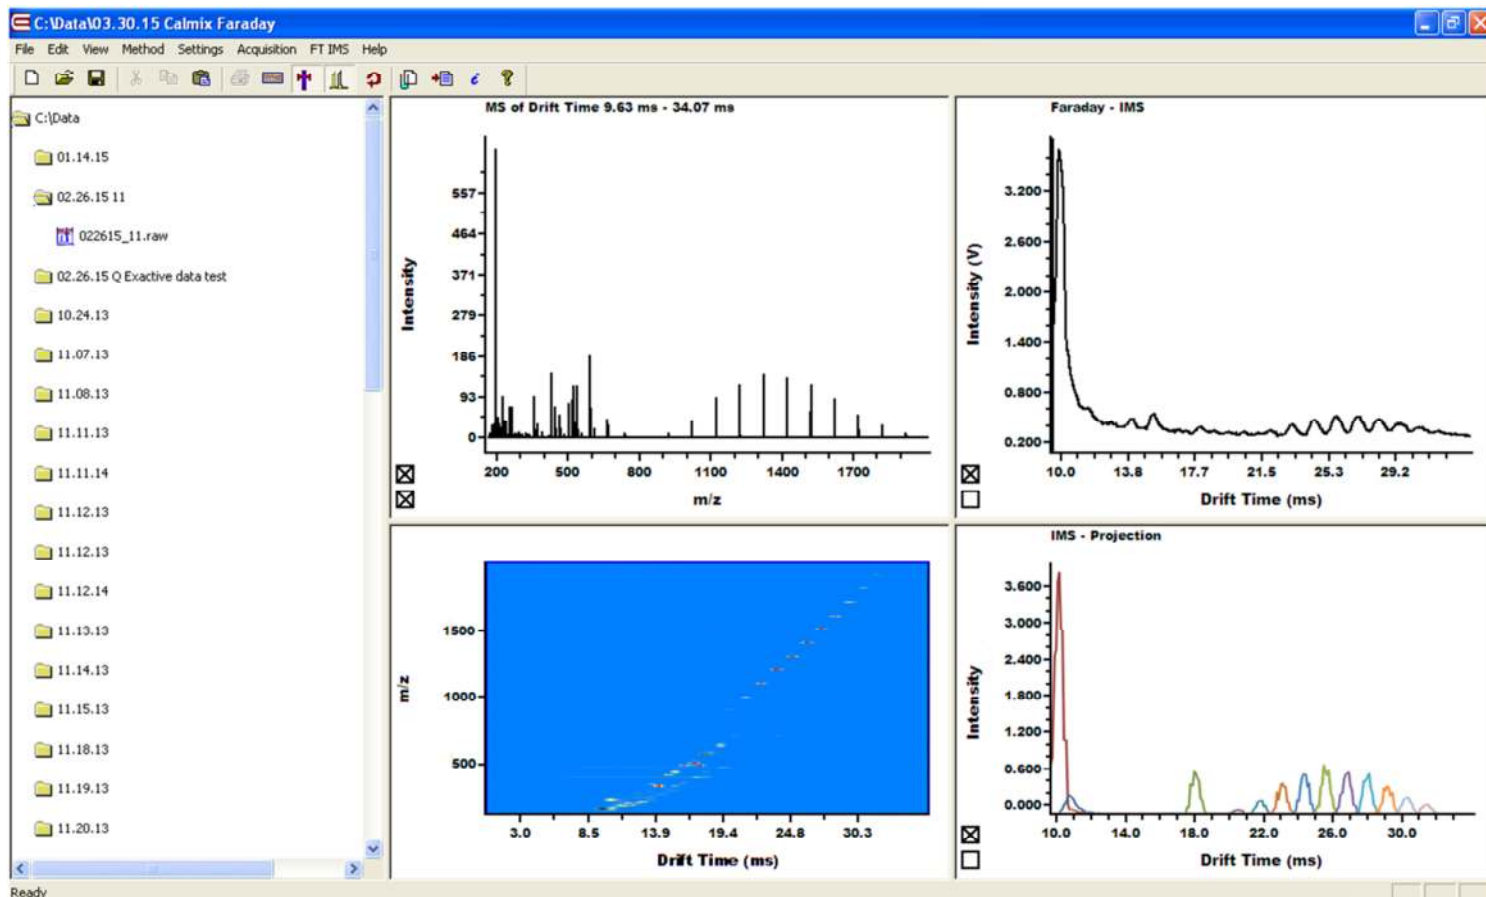 C:\Data\03.30.15 Calmix Faraday
File Edit View Method Settings Acquisition FT IMS Help
C:\Data
01.14.15
02.26.15 11
022615_11.raw
02.26.15 Q Exactive data test
10.24.13
11.07.13
11.08.13
11.11.13
11.11.14
11.12.13
11.12.13
11.12.14
11.13.13
11.14.13
11.15.13
11.18.13
11.19.13
11.20.13
MS of Drift Time 9.63 ms - 34.07 ms
Intensity
557
464
371
279
186
93
0
200 500 800 1100 1400 1700
m/z
Faraday - IMS
Intensity (V)
3.200
2.600
2.000
1.400
0.800
0.200
10.0 13.8 17.7 21.5 25.3 29.2
Drift Time (ms)
m/z
1500
1000
500
3.0 8.5 13.9 19.4 24.8 30.3
Drift Time (ms)
IMS - Projection
Intensity
3.600
3.000
2.400
1.800
1.200
0.600
0.000
10.0 14.0 18.0 22.0 26.0 30.0
Drift Time (ms)
Ready